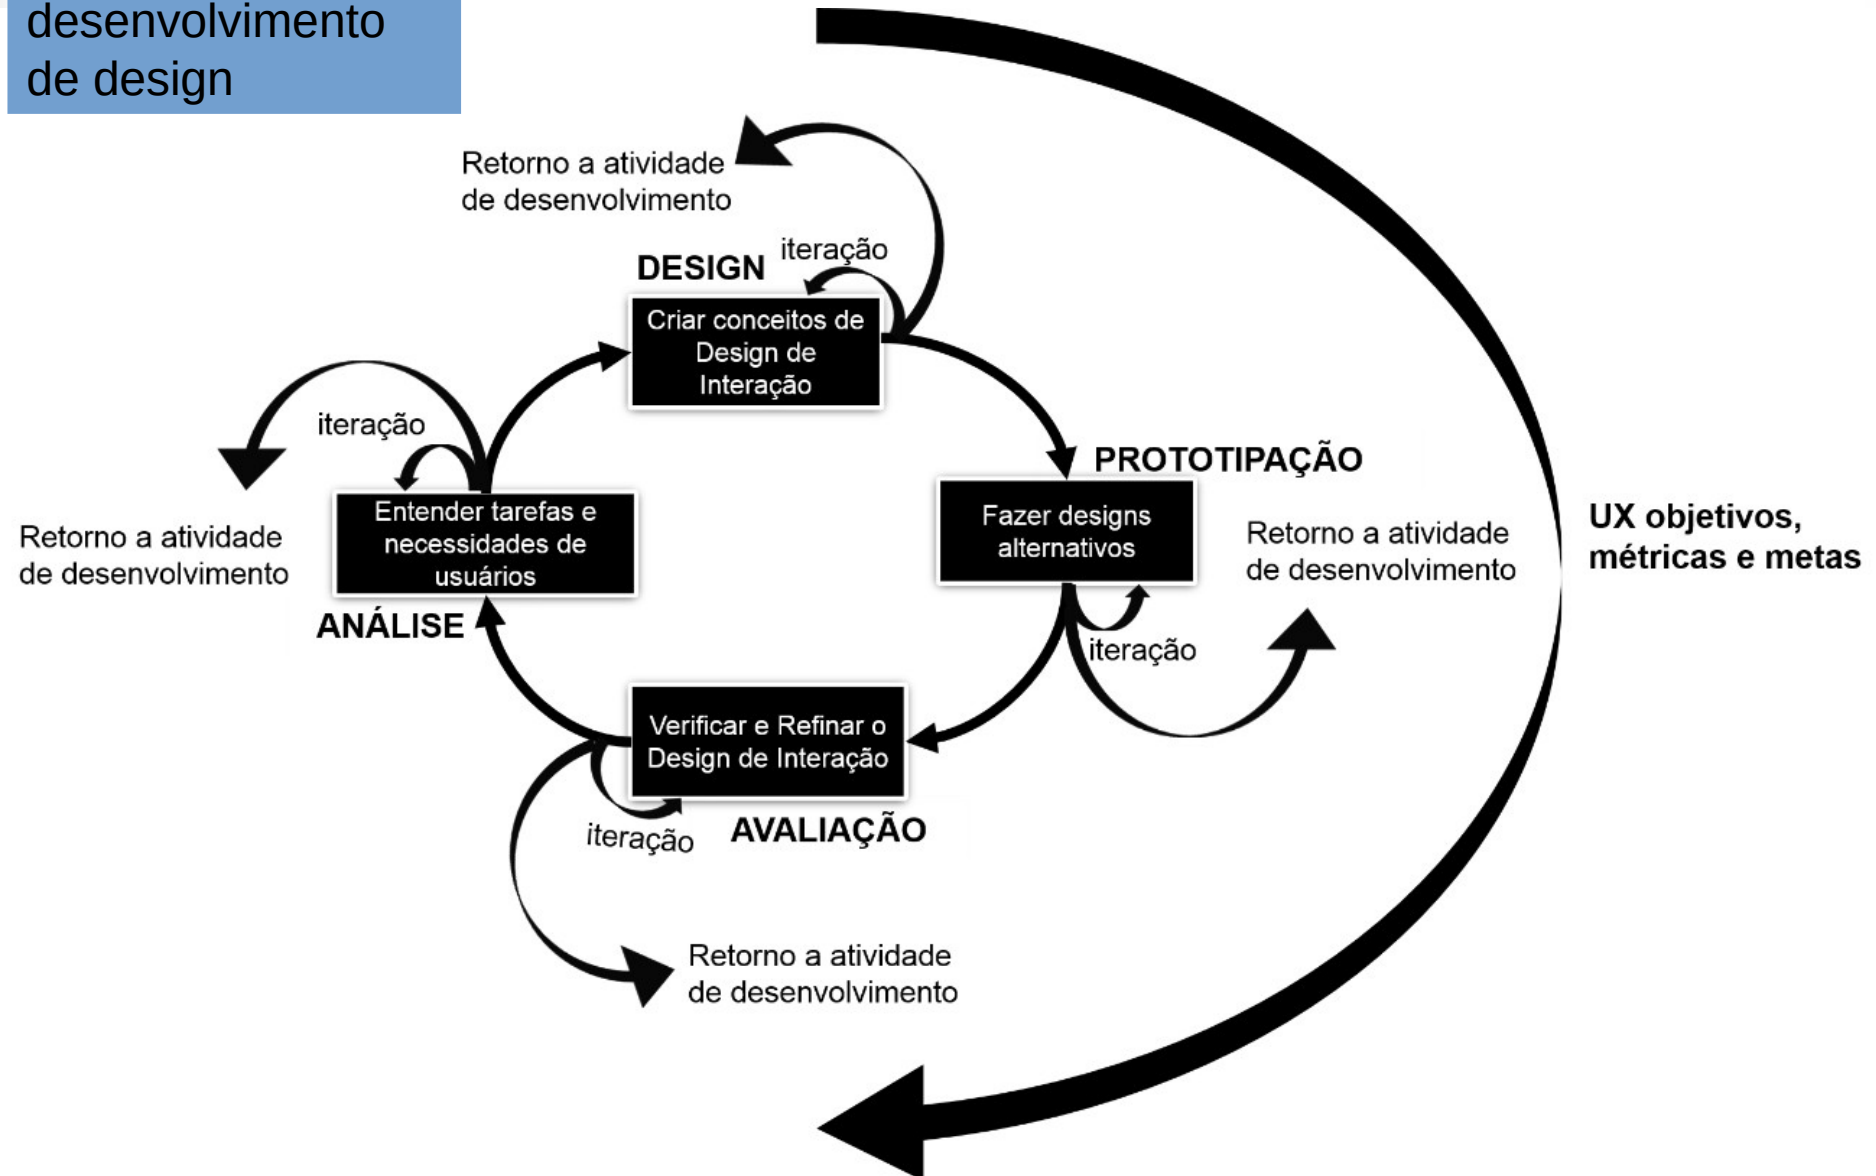 desenvolvimento
de design
Retorno a atividade
de desenvolvimento
iteração
DESIGN
Criar conceitos de
Design de
Interação
iteração
PROTOTIPAÇÃO
Fazer designs
alternativos
Retorno a atividade
de desenvolvimento
iteração
UX objetivos,
métricas e metas
Entender tarefas e
necessidades de
usuários
Retorno a atividade
de desenvolvimento
ANÁLISE
Verificar e Refinar o
Design de Interação
iteração
AVALIAÇÃO
Retorno a atividade
de desenvolvimento